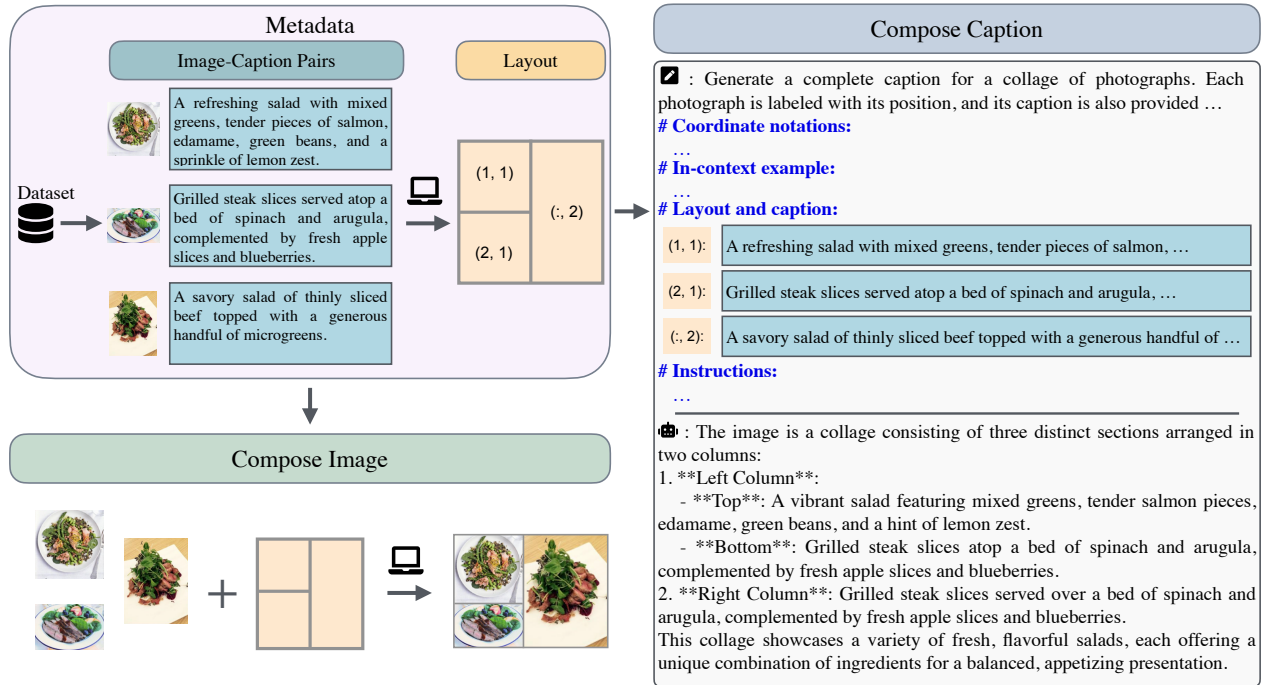 Metadata
Image-Caption Pairs
Layout
A refreshing salad with mixed
greens, tender pieces of salmon,
edamame, green beans, and a
sprinkle of lemon zest.
Dataset
Grilled steak slices served atop a
bed of spinach and arugula,
complemented by fresh apple
slices and blueberries.
A savory salad of thinly sliced
beef topped with a generous
handful of microgreens.
(1, 1)
(2, 1)
(:, 2)
Compose Image
+
Compose Caption
: Generate a complete caption for a collage of photographs. Each
photograph is labeled with its position, and its caption is also provided …
# Coordinate notations:
…
# In-context example:
…
# Layout and caption:
(1, 1): A refreshing salad with mixed greens, tender pieces of salmon, …
(2, 1): Grilled steak slices served atop a bed of spinach and arugula, …
(:, 2): A savory salad of thinly sliced beef topped with a generous handful of …
# Instructions:
…
: The image is a collage consisting of three distinct sections arranged in
two columns:
1. **Left Column**:
- **Top**: A vibrant salad featuring mixed greens, tender salmon pieces,
edamame, green beans, and a hint of lemon zest.
- **Bottom**: Grilled steak slices atop a bed of spinach and arugula,
complemented by fresh apple slices and blueberries.
2. **Right Column**: Grilled steak slices served over a bed of spinach and
arugula, complemented by fresh apple slices and blueberries.
This collage showcases a variety of fresh, flavorful salads, each offering a
unique combination of ingredients for a balanced, appetizing presentation.